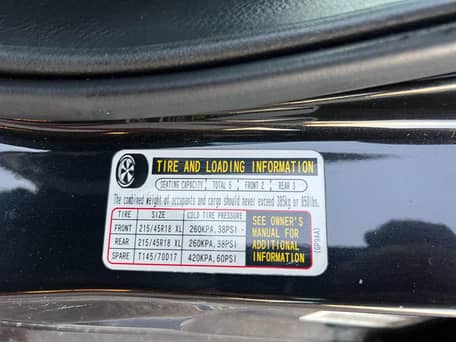 TIRE AND LOADING INFORMATION
SEATING CAPACITY TOTAL 5 FRONT 2 REAR 3
The combined weight of occupants and cargo should never exceed 385kg or 850lbs.
TIRE SIZE COLD TIRE PRESSURE
FRONT 215/45R18 XL 260KPA,38PSI
REAR 215/45R18 XL 260KPA,38PSI
SPARE T145/70D17 420KPA,60PSI
SEE OWNER'S
MANUAL FOR
ADDITIONAL
INFORMATION
(GP9AA)